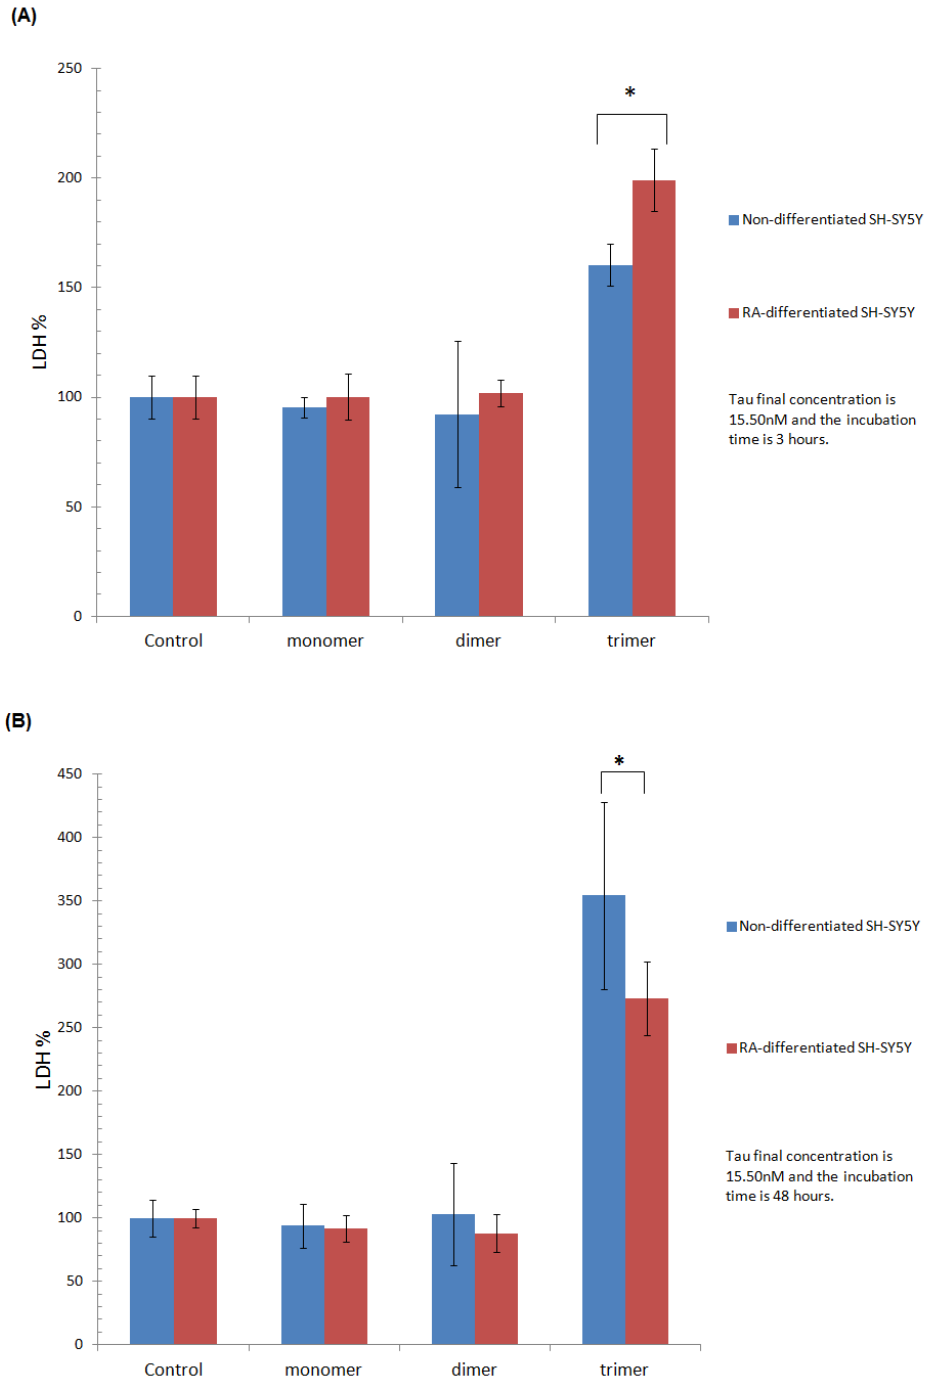 (A)
250
200
150
100
50
0
LDH %
*
Control
monomer
dimer
trimer
Non-differentiated SH-SY5Y
RA-differentiated SH-SY5Y
Tau final concentration is
15.50nM and the incubation
time is 3 hours.
(B)
450
400
350
300
250
200
150
100
50
0
LDH %
*
Control
monomer
dimer
trimer
Non-differentiated SH-SY5Y
RA-differentiated SH-SY5Y
Tau final concentration is
15.50nM and the incubation
time is 48 hours.